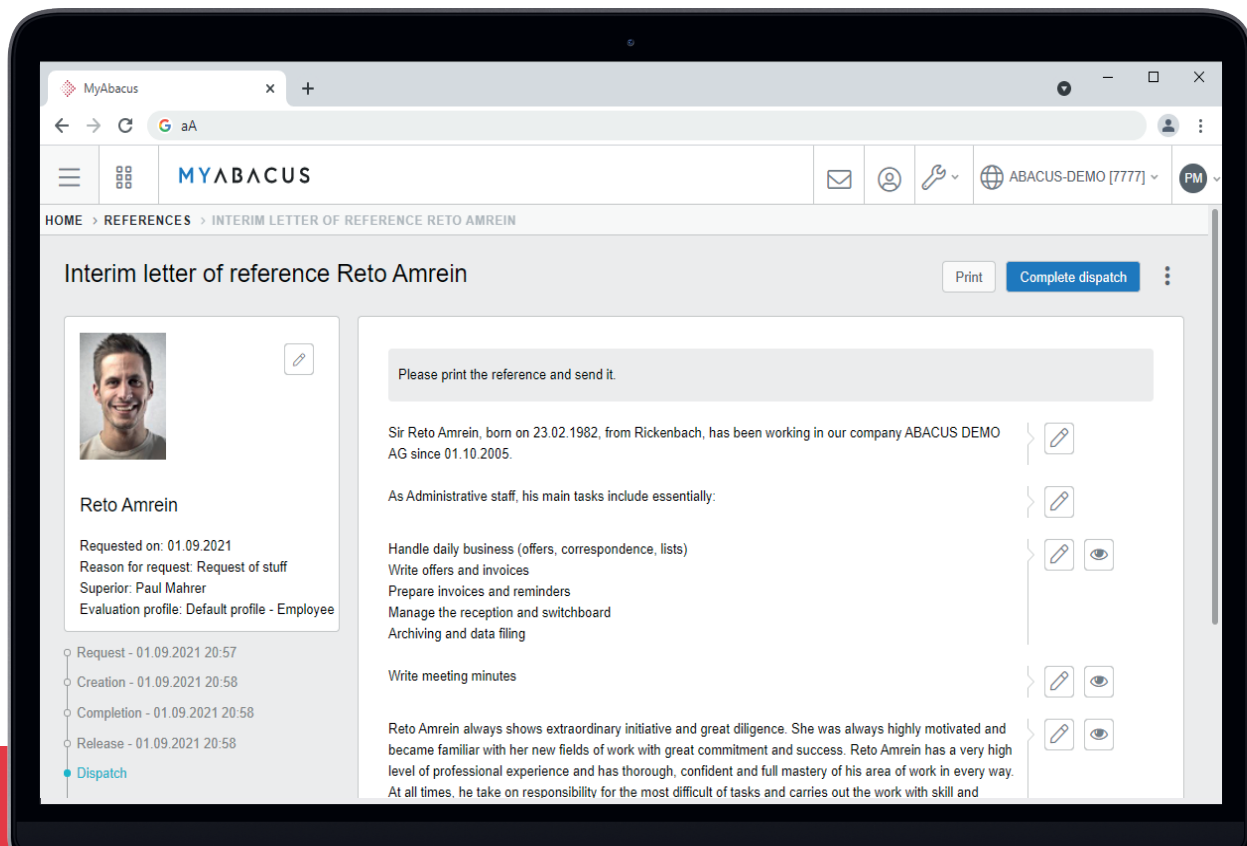 MyAbacus
aA
MYABACUS
ABACUS-DEMO [7777]
PM
HOME > REFERENCES > INTERIM LETTER OF REFERENCE RETO AMREIN
Interim letter of reference Reto Amrein
Print
Complete dispatch
Reto Amrein
Requested on: 01.09.2021
Reason for request: Request of stuff
Superior: Paul Mahrer
Evaluation profile: Default profile - Employee
Request - 01.09.2021 20:57
Creation - 01.09.2021 20:58
Completion - 01.09.2021 20:58
Release - 01.09.2021 20:58
Dispatch
Please print the reference and send it.
Sir Reto Amrein, born on 23.02.1982, from Rickenbach, has been working in our company ABACUS DEMO
AG since 01.10.2005.
As Administrative staff, his main tasks include essentially:
Handle daily business (offers, correspondence, lists)
Write offers and invoices
Prepare invoices and reminders
Manage the reception and switchboard
Archiving and data filing
Write meeting minutes
Reto Amrein always shows extraordinary initiative and great diligence. She was always highly motivated and
became familiar with her new fields of work with great commitment and success. Reto Amrein has a very high
level of professional experience and has thorough, confident and full mastery of his area of work in every way.
At all times, he take on responsibility for the most difficult of tasks and carries out the work with skill and